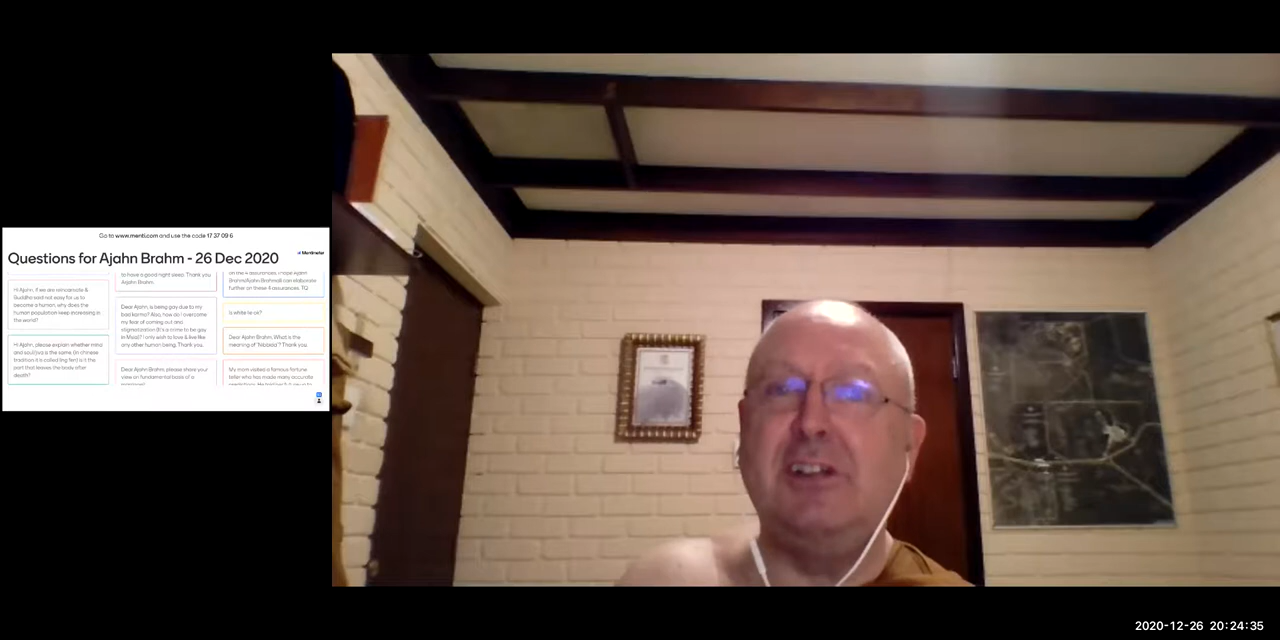 Go to www.menti.com and use the code 17 37 09 6
Questions for Ajahn Brahm - 26 Dec 2020
Mentimeter
Hi Ajahn, if we are reincarnate &
Buddha said not easy for us to
become a human, why does the
human population keep increasing in
the world?
Hi Ajahn, please explain whether mind
and soul/
the same (in chinese
tradition it is called ling hen) is it the
part that leaves the body after
death?
to have a good night sleep. Thank you
Ajahn Brahm.
Dear Ajahn, is being gay due to my
bad karma? Also, how do I overcome
my fear of coming out and
stigmatization (it's a crime to be gay
in
I only wish to love & live like
any other human being. Thank you.
Dear Ajahn Brahm, please share your
view on fundamental basis of a
on the 4 assurances. I hope Ajahn
Brahm/Ajahn Brahmali can elaborate
further on these 4 assurances. TQ
Is white lie ok?
Dear Ajahn Brahm, What is the
meaning of 'Nibbana'? Thank you.
My mom visited a famous fortune
teller who has made many accurate
2020-12-26 20:24:35